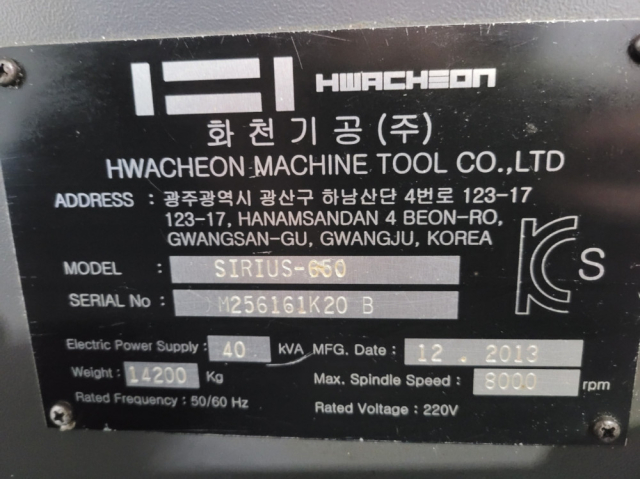 HWACHEON
화천기공(주)
HWACHEON MACHINE TOOL CO.,LTD
ADDRESS : 광주광역시 광산구 하남산단 4번로 123-17
123-17, HANAMSANDAN 4 BEON-RO,
GWANGSAN-GU, GWANGJU, KOREA
MODEL : SIRIUS-650
SERIAL No : M256161K20 B
Electric Power Supply : 40 kVA MFG. Date : 12 . 2013
Weight : 14200 Kg Max. Spindle Speed : 8000 rpm
Rated Frequency : 50/60 Hz Rated Voltage : 220V
KCs